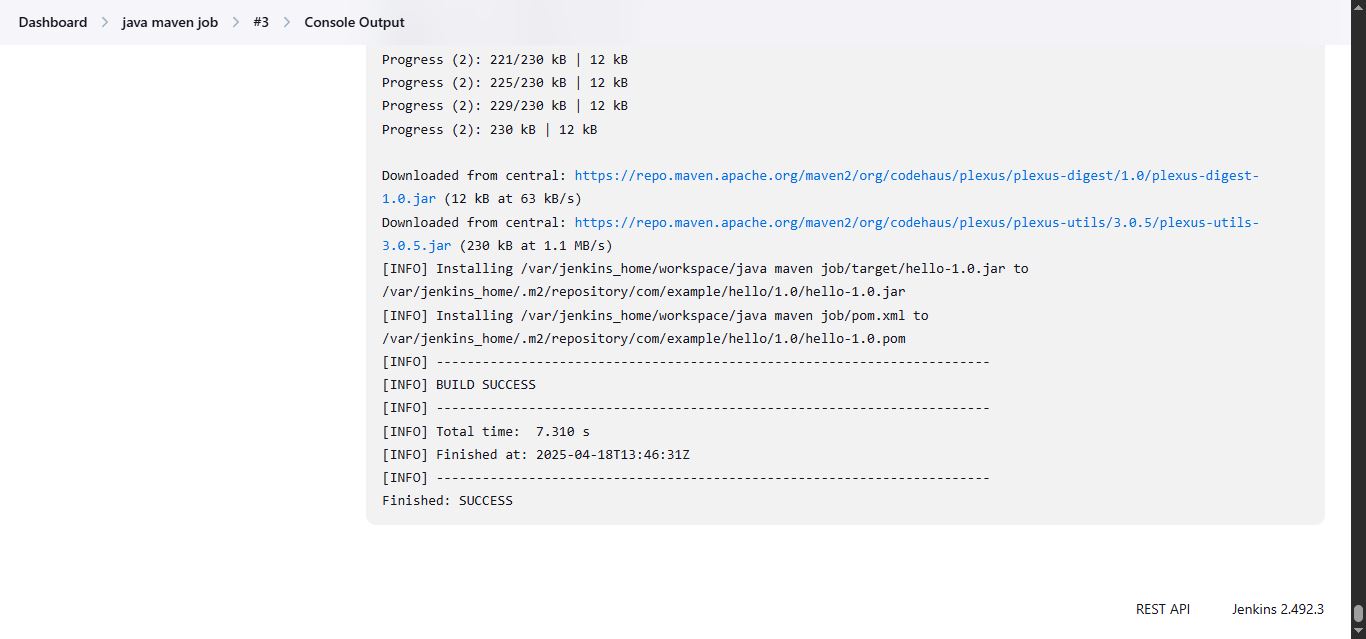 Dashboard > java maven job > #3 > Console Output
Progress (2): 221/230 kB | 12 kB
Progress (2): 225/230 kB | 12 kB
Progress (2): 229/230 kB | 12 kB
Progress (2): 230 kB | 12 kB
Downloaded from central: https://repo.maven.apache.org/maven2/org/codehaus/plexus/plexus-digest/1.0/plexus-digest-
1.0.jar (12 kB at 63 kB/s)
Downloaded from central: https://repo.maven.apache.org/maven2/org/codehaus/plexus/plexus-utils/3.0.5/plexus-utils-
3.0.5.jar (230 kB at 1.1 MB/s)
[INFO] Installing /var/jenkins_home/workspace/java maven job/target/hello-1.0.jar to
/var/jenkins_home/.m2/repository/com/example/hello/1.0/hello-1.0.jar
[INFO] Installing /var/jenkins_home/workspace/java maven job/pom.xml to
/var/jenkins_home/.m2/repository/com/example/hello/1.0/hello-1.0.pom
[INFO] ------------------------------------------------------------------------
[INFO] BUILD SUCCESS
[INFO] ------------------------------------------------------------------------
[INFO] Total time:  7.310 s
[INFO] Finished at: 2025-04-18T13:46:31Z
[INFO] ------------------------------------------------------------------------
Finished: SUCCESS
REST API Jenkins 2.492.3